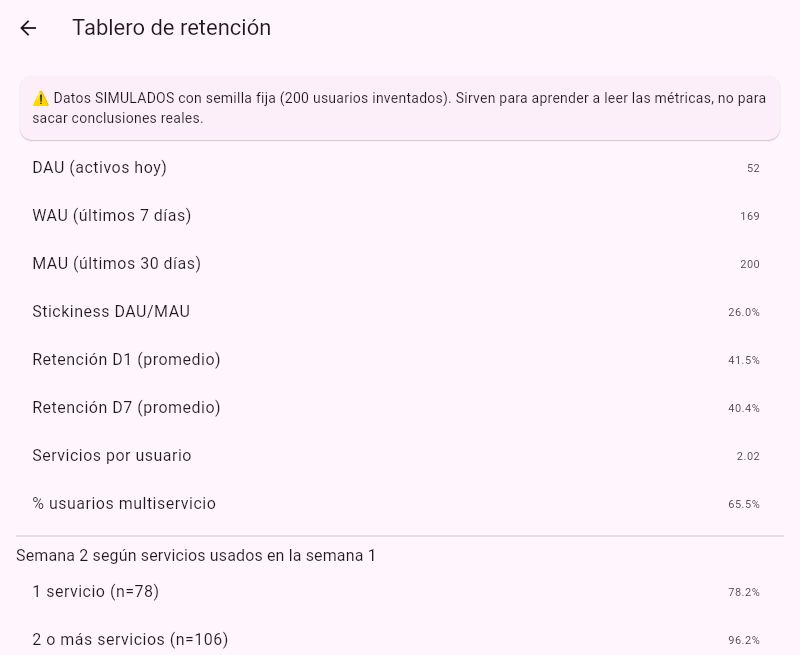 Tablero de retención
⚠️ Datos SIMULADOS con semilla fija (200 usuarios inventados). Sirven para aprender a leer las métricas, no para
sacar conclusiones reales.
DAU (activos hoy) 52
WAU (últimos 7 días) 169
MAU (últimos 30 días) 200
Stickiness DAU/MAU 26.0%
Retención D1 (promedio) 41.5%
Retención D7 (promedio) 40.4%
Servicios por usuario 2.02
% usuarios multiservicio 65.5%
Semana 2 según servicios usados en la semana 1
1 servicio (n=78) 78.2%
2 o más servicios (n=106) 96.2%